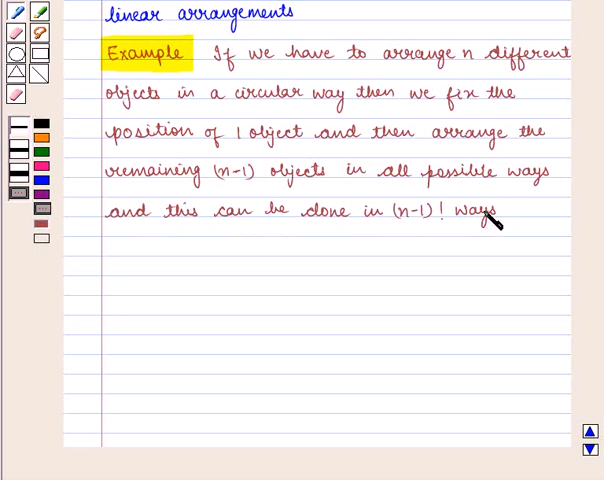 linear arrangements
Example If we have to arrange n different
objects in a circular way then we fix the
position of 1 object and then arrange the
remaining (n-1) objects in all possible ways
and this can be done in (n-1)! ways